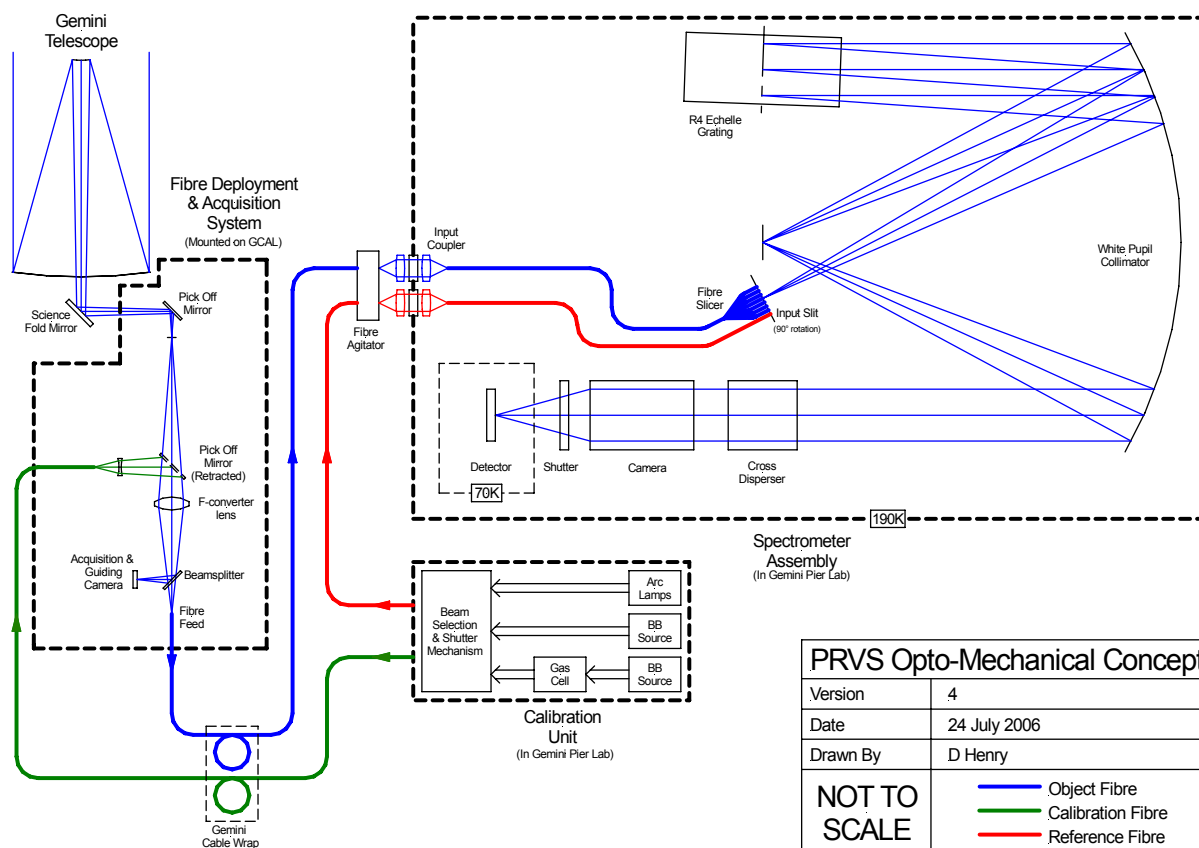 Gemini
Telescope
Fibre Deployment
& Acquisition
System
(Mounted on GCAL)
Science
Fold Mirror
Pick Off
Mirror
Pick Off
Mirror
(Retracted)
F-converter
lens
Acquisition &
Guiding
Camera
Beamsplitter
Fibre
Feed
Gemini
Cable Wrap
Fibre
Agitator
Input
Coupler
R4 Echelle
Grating
White Pupil
Collimator
Fibre
Slicer
Input Slit
(90° rotation)
Detector
70K
Shutter
Camera
Cross
Disperser
190K
Spectrometer
Assembly
(In Gemini Pier Lab)
Beam
Selection
& Shutter
Mechanism
Arc
Lamps
BB
Source
Gas
Cell
BB
Source
Calibration
Unit
(In Gemini Pier Lab)
PRVS Opto-Mechanical Concept
Version 4
Date 24 July 2006
Drawn By D Henry
NOT TO
SCALE
Object Fibre
Calibration Fibre
Reference Fibre